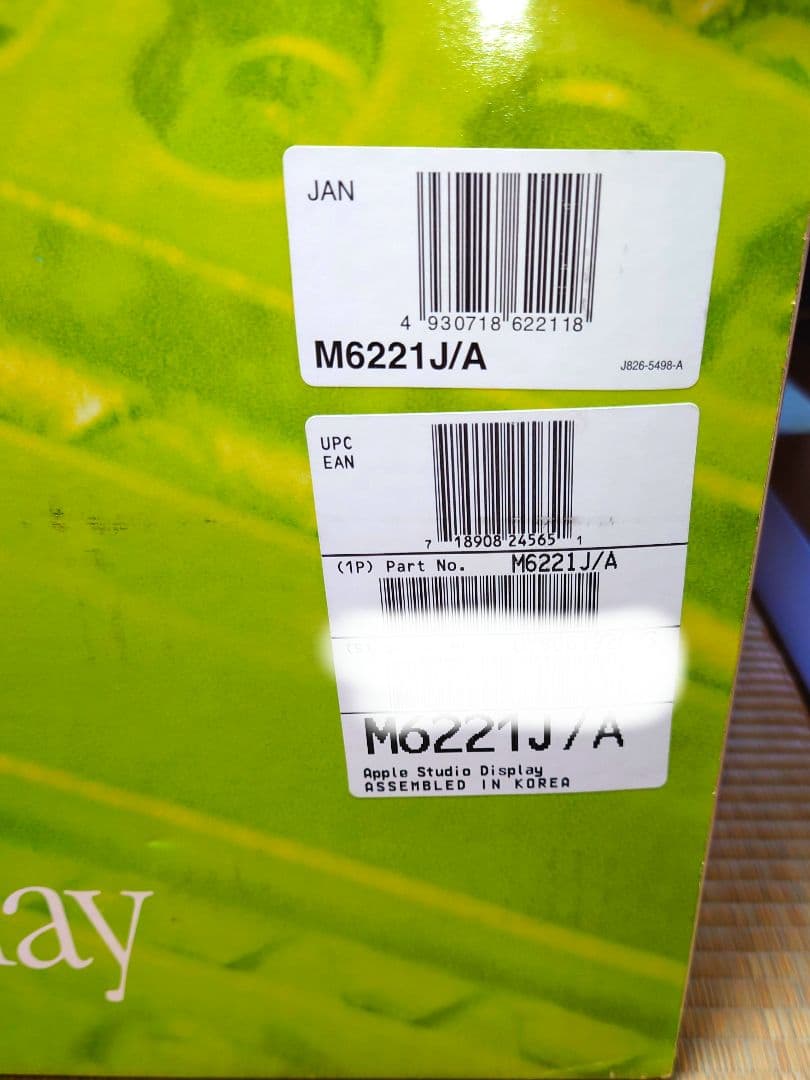 JAN
4 930718 622118
M6221J/A
J826-5498-A
UPC
EAN
7 18908 24565 1
(1P) Part No. M6221J/A
M6221J/A
Apple Studio Display
ASSEMBLED IN KOREA
ay